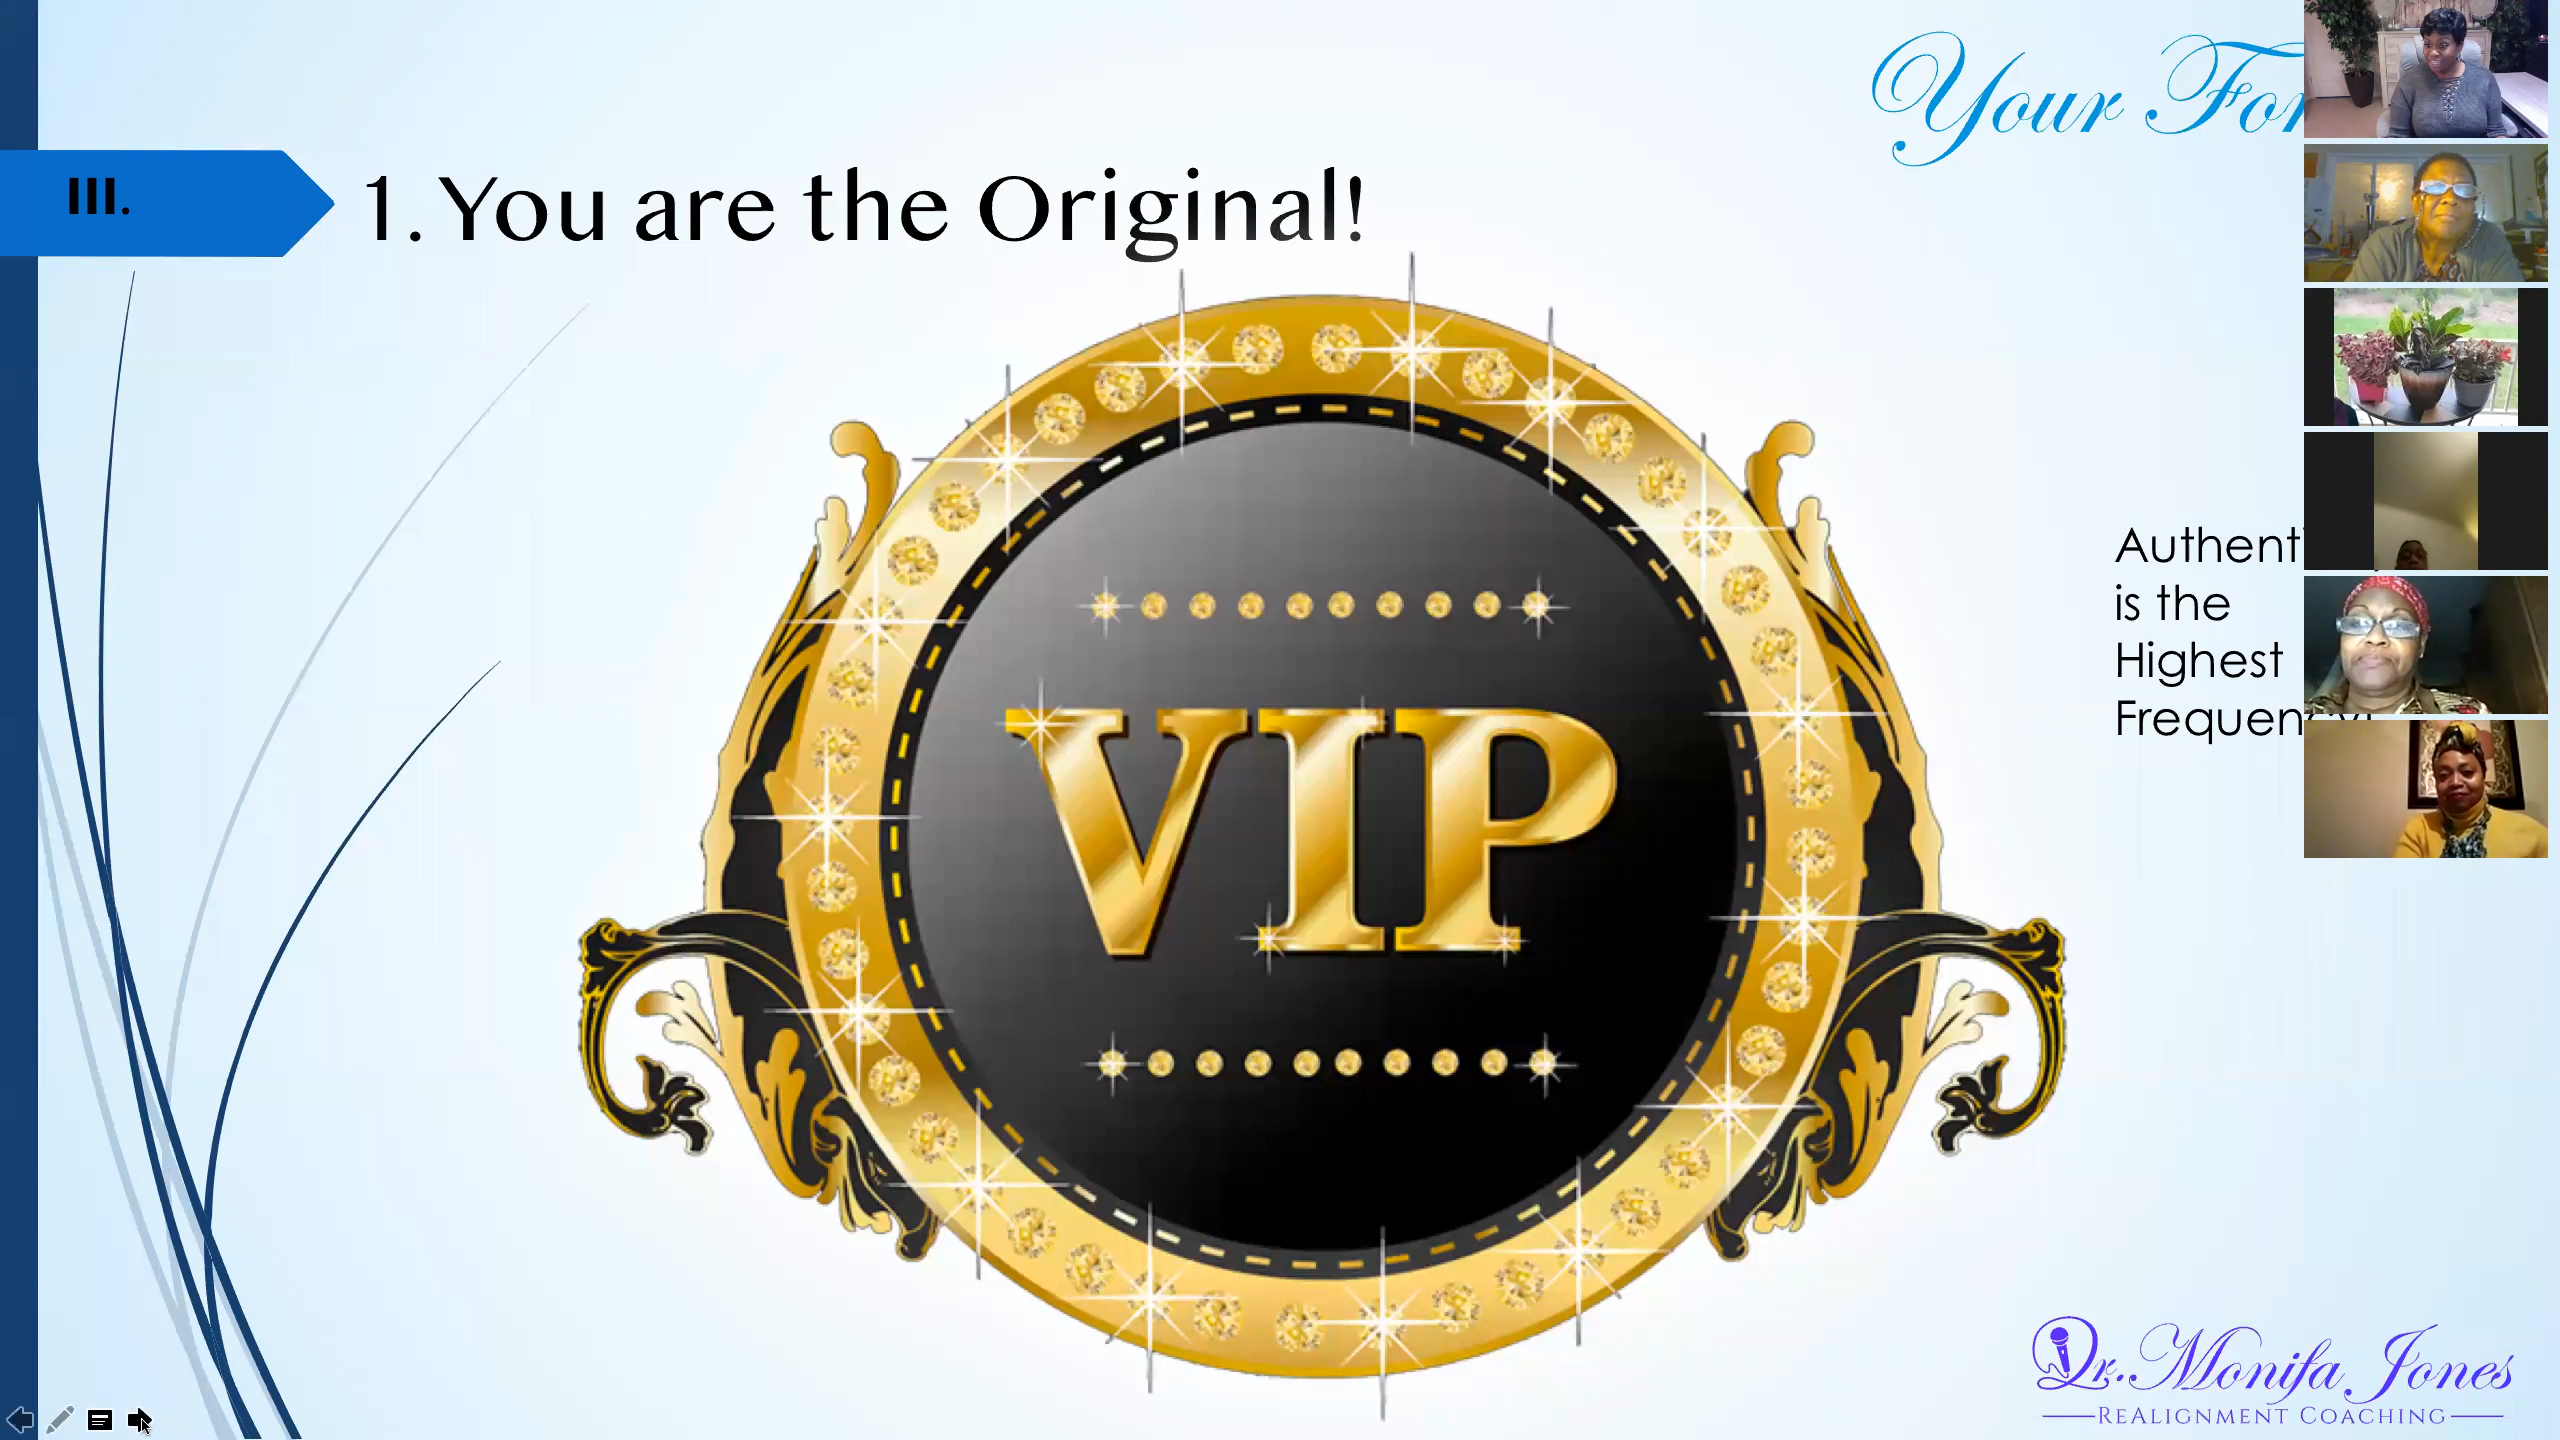 Your
III.
1. You are the Original!
VIP
is the
Highest
Dr. Monifa Jones
REALIGNMENT COACHING